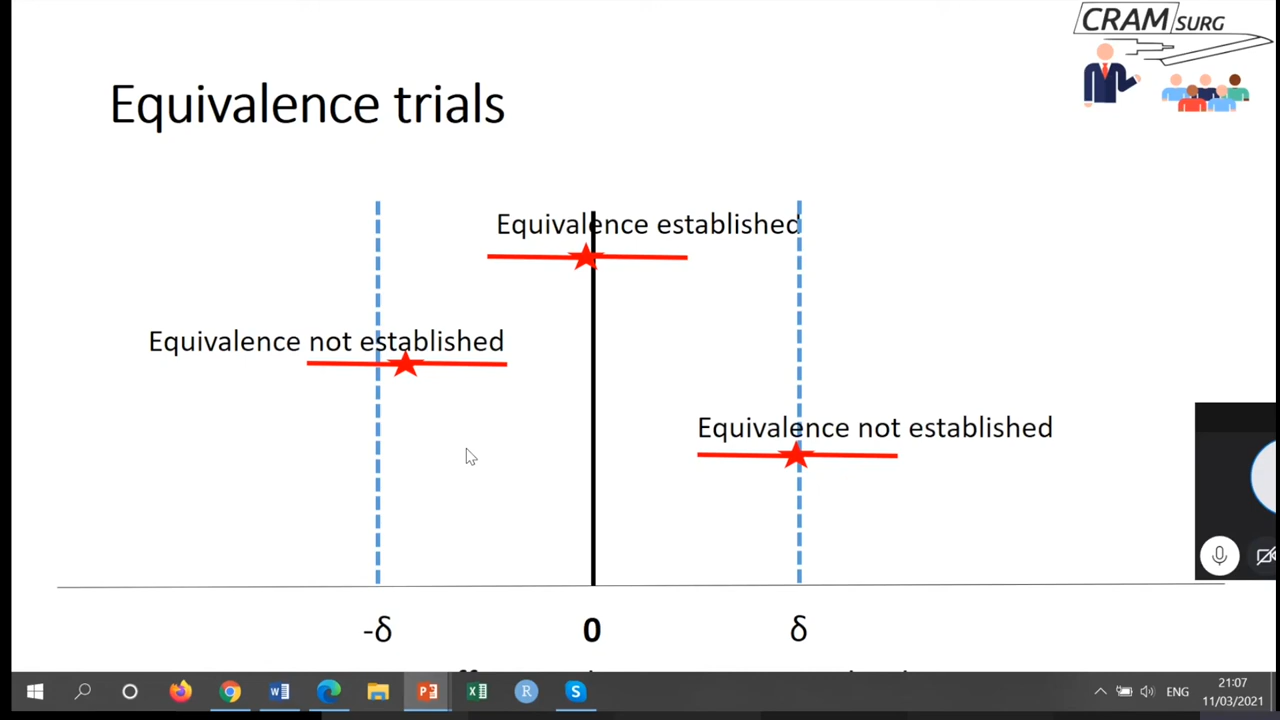 CRAM SURG
Equivalence trials
Equivalence established
Equivalence not established
Equivalence not established
-δ
0
δ
ENG
21:07
11/03/2021